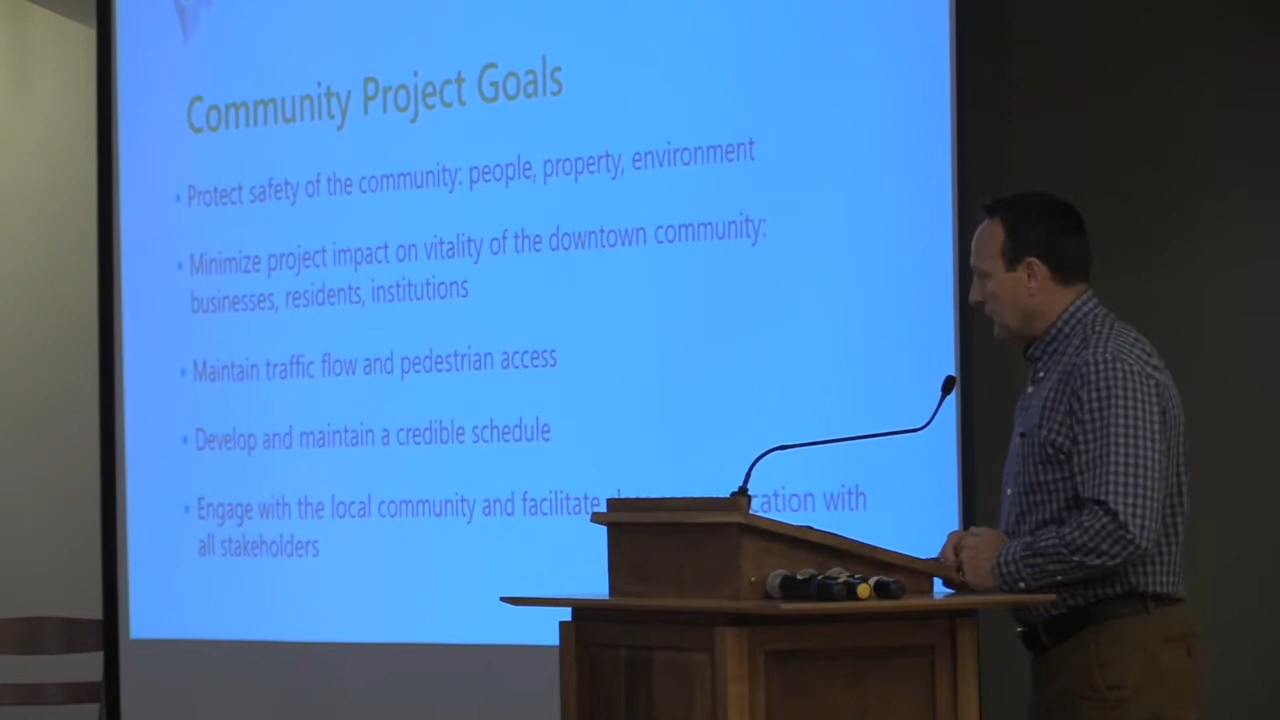 Community Project Goals
• Protect safety of the community: people, property, environment
• Minimize project impact on vitality of the downtown community:
businesses, residents, institutions
• Maintain traffic flow and pedestrian access
• Develop and maintain a credible schedule
• Engage with the local community and facilitate cation with
all stakeholders